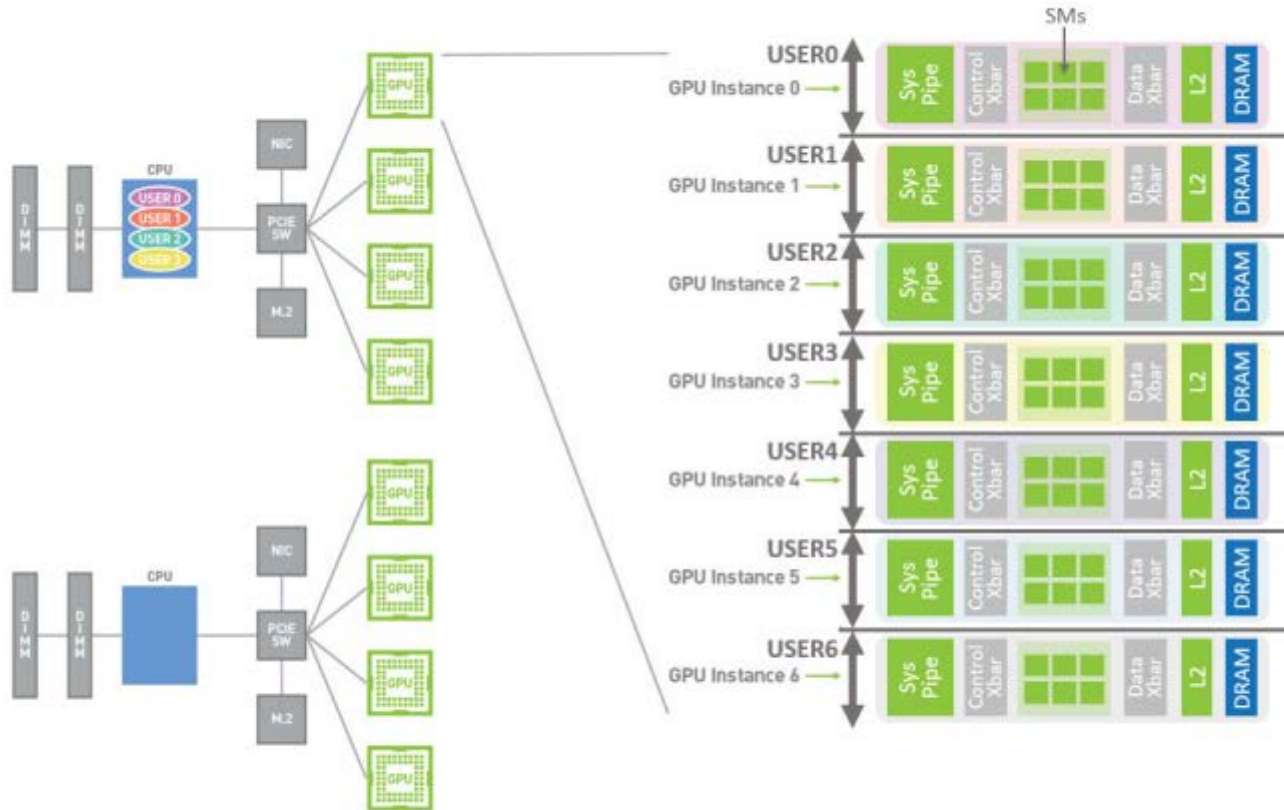 SMs
USER0
GPU Instance 0
Sys Pipe
Control Xbar
Data Xbar
L2
DRAM
USER1
GPU Instance 1
Sys Pipe
Control Xbar
Data Xbar
L2
DRAM
USER2
GPU Instance 2
Sys Pipe
Control Xbar
Data Xbar
L2
DRAM
USER3
GPU Instance 3
Sys Pipe
Control Xbar
Data Xbar
L2
DRAM
USER4
GPU Instance 4
Sys Pipe
Control Xbar
Data Xbar
L2
DRAM
USER5
GPU Instance 5
Sys Pipe
Control Xbar
Data Xbar
L2
DRAM
USER6
GPU Instance 6
Sys Pipe
Control Xbar
Data Xbar
L2
DRAM
DIMM
DIMM
CPU
USER 0
USER 1
USER 2
USER 3
NIC
PCIE
SW
M.2
GPU
GPU
GPU
GPU
DIMM
DIMM
CPU
NIC
PCIE
SW
M.2
GPU
GPU
GPU
GPU